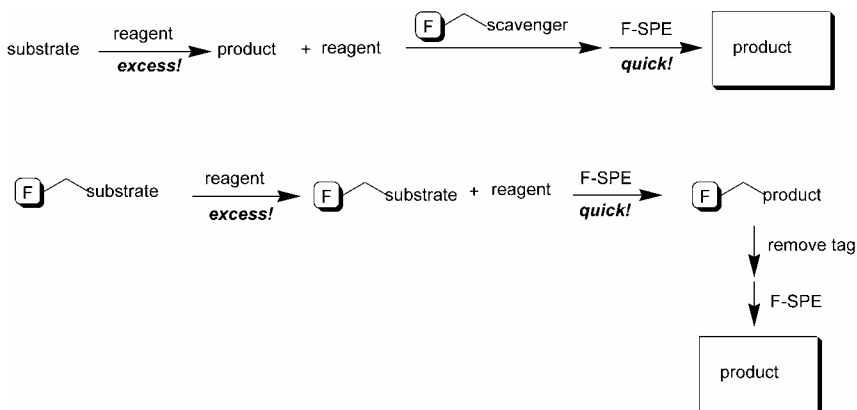 substrate reagent excess! product + reagent F scavenger F-SPE quick! product
F substrate reagent excess! F substrate + reagent F-SPE quick! F product
remove tag
F-SPE
product